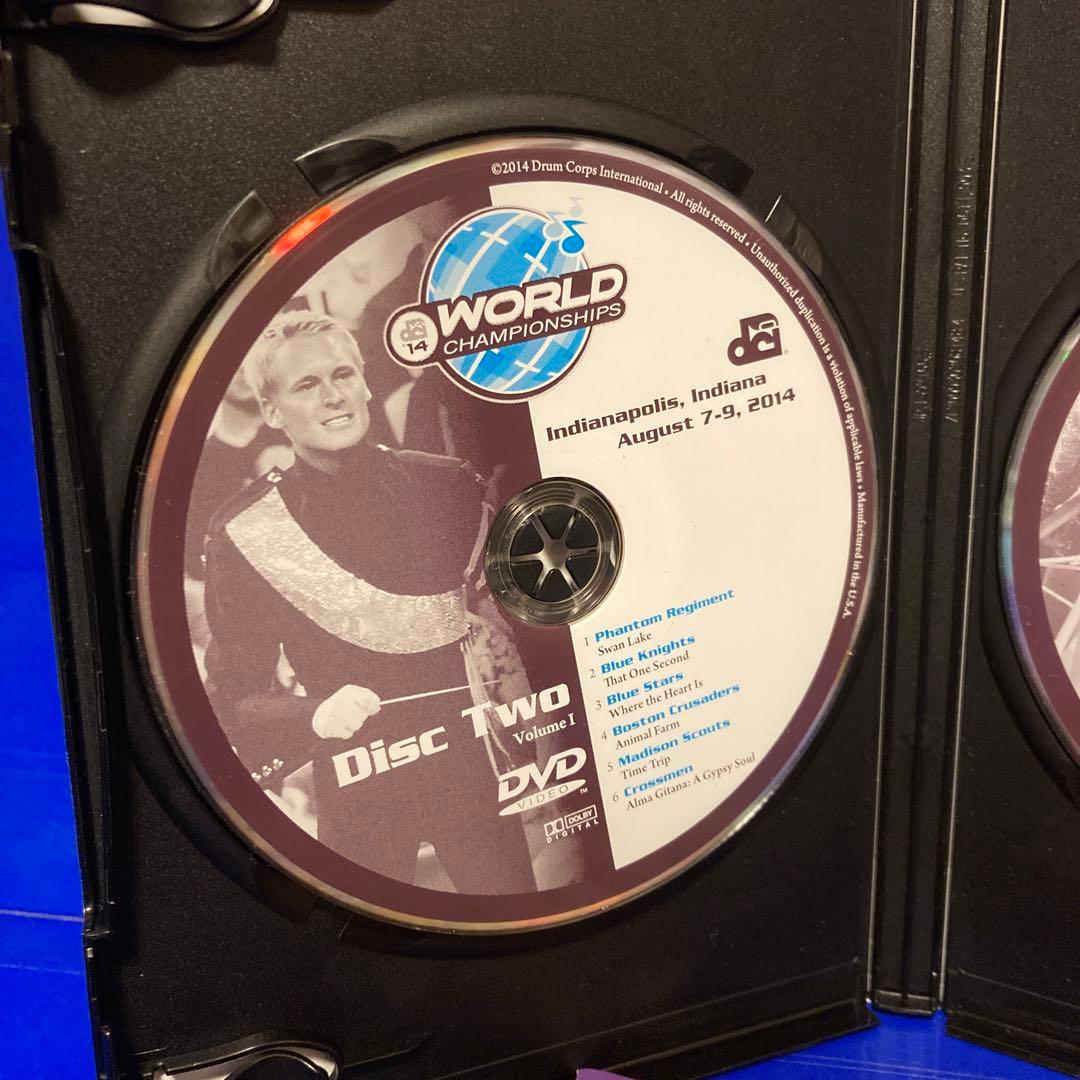 ©2014 Drum Corps International • All rights reserved • Unauthorized duplication is a violation of applicable laws • Manufactured in the U.S.A.
dci
'14
WORLD
CHAMPIONSHIPS
dci
Indianapolis, Indiana
August 7-9, 2014
Disc Two
Volume I
DVD
VIDEO
TM
DOLBY
DIGITAL
1 Phantom Regiment
Swan Lake
2 Blue Knights
That One Second
3 Blue Stars
Where the Heart Is
4 Boston Crusaders
Animal Farm
5 Madison Scouts
Time Trip
6 Crossmen
Alma Gitana: A Gypsy Soul